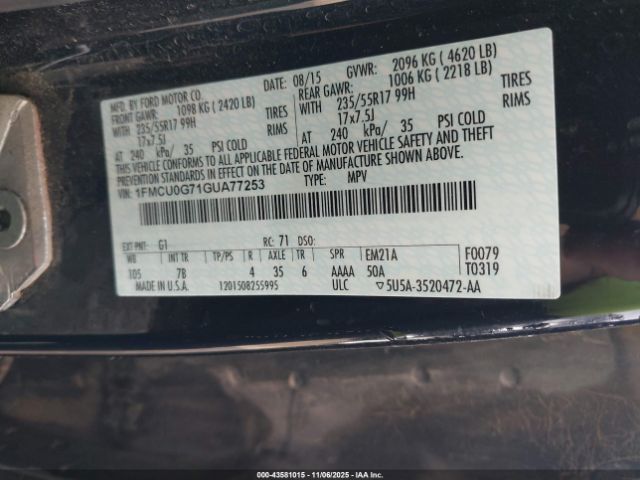 MFD. BY FORD MOTOR CO.
DATE: 08/15 GVWR: 2096 KG ( 4620 LB)
FRONT GAWR: 1098 KG ( 2420 LB) REAR GAWR: 1006 KG ( 2218 LB)
WITH 235/55R17 99H TIRES WITH 235/55R17 99H TIRES
17x7.5J RIMS 17x7.5J RIMS
AT 240 kPa/ 35 PSI COLD AT 240 kPa/ 35 PSI COLD
THIS VEHICLE CONFORMS TO ALL APPLICABLE FEDERAL MOTOR VEHICLE SAFETY AND THEFT
PREVENTION STANDARDS IN EFFECT ON THE DATE OF MANUFACTURE SHOWN ABOVE.
VIN: 1FMCU0G71GUA77253 TYPE: MPV
EXT PNT: G1 RC: 71 DSO:
WB INT TR TP/PS R AXLE TR SPR EM21A F0079
105 7B 4 35 6 AAAA 50A T0319
MADE IN U.S.A. 1201508255995 ULC ▽5U5A-3520472-AA
000-43581015 - 11/06/2025 - IAAI Inc.